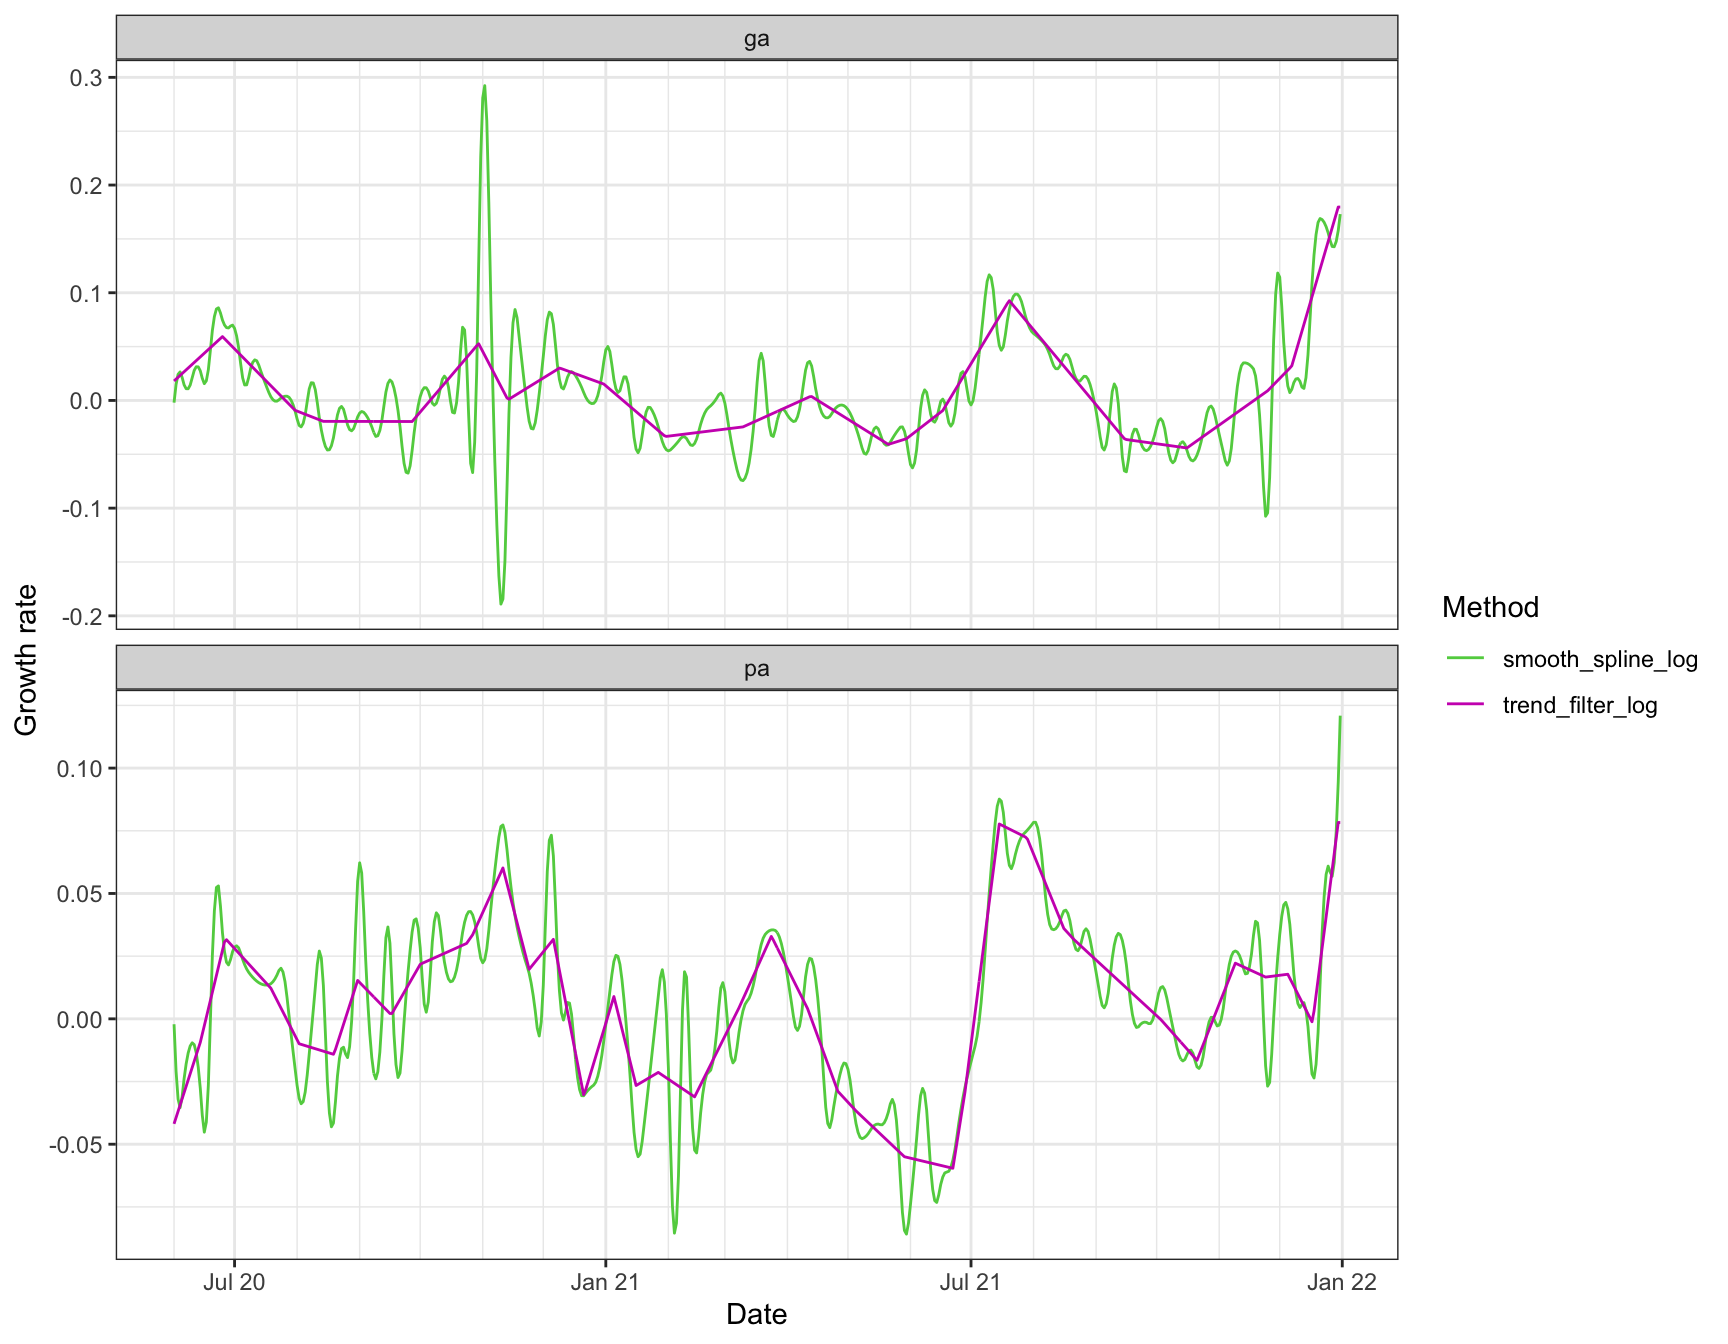 ga
0.3
0.2
0.1
0.0
-0.1
-0.2
pa
0.10
0.05
0.00
-0.05
Growth rate
Jul 20
Jan 21
Jul 21
Jan 22
Date
Method
smooth_spline_log
trend_filter_log